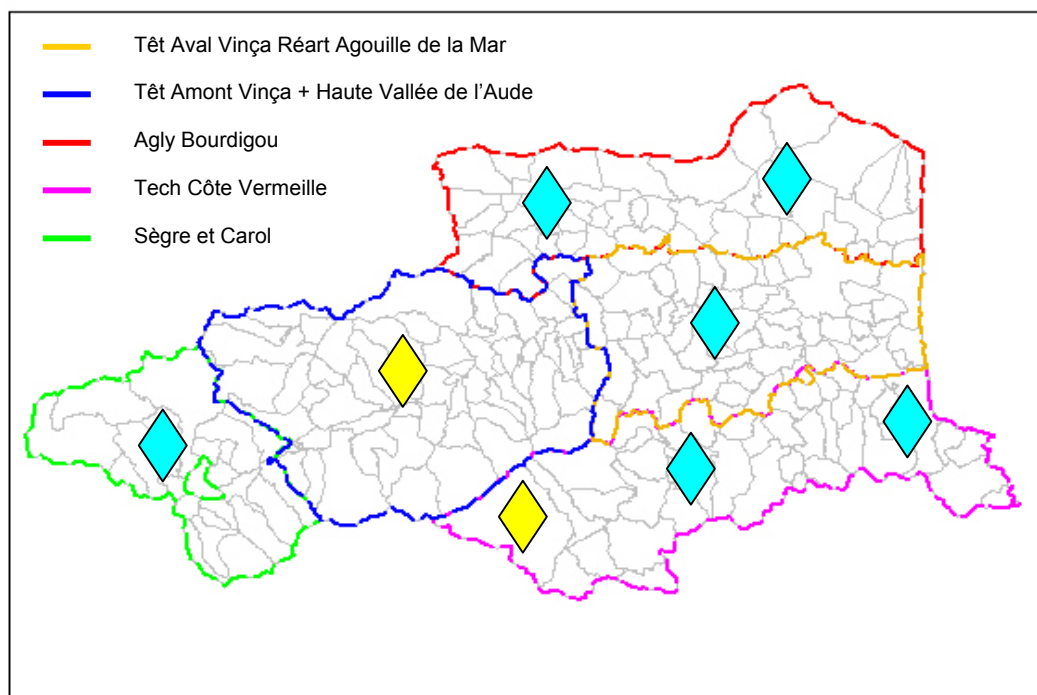 Têt Aval Vinça Réart Agouille de la Mar
Têt Amont Vinça + Haute Vallée de l'Aude
Agly Bourdigou
Tech Côte Vermeille
Sègre et Carol